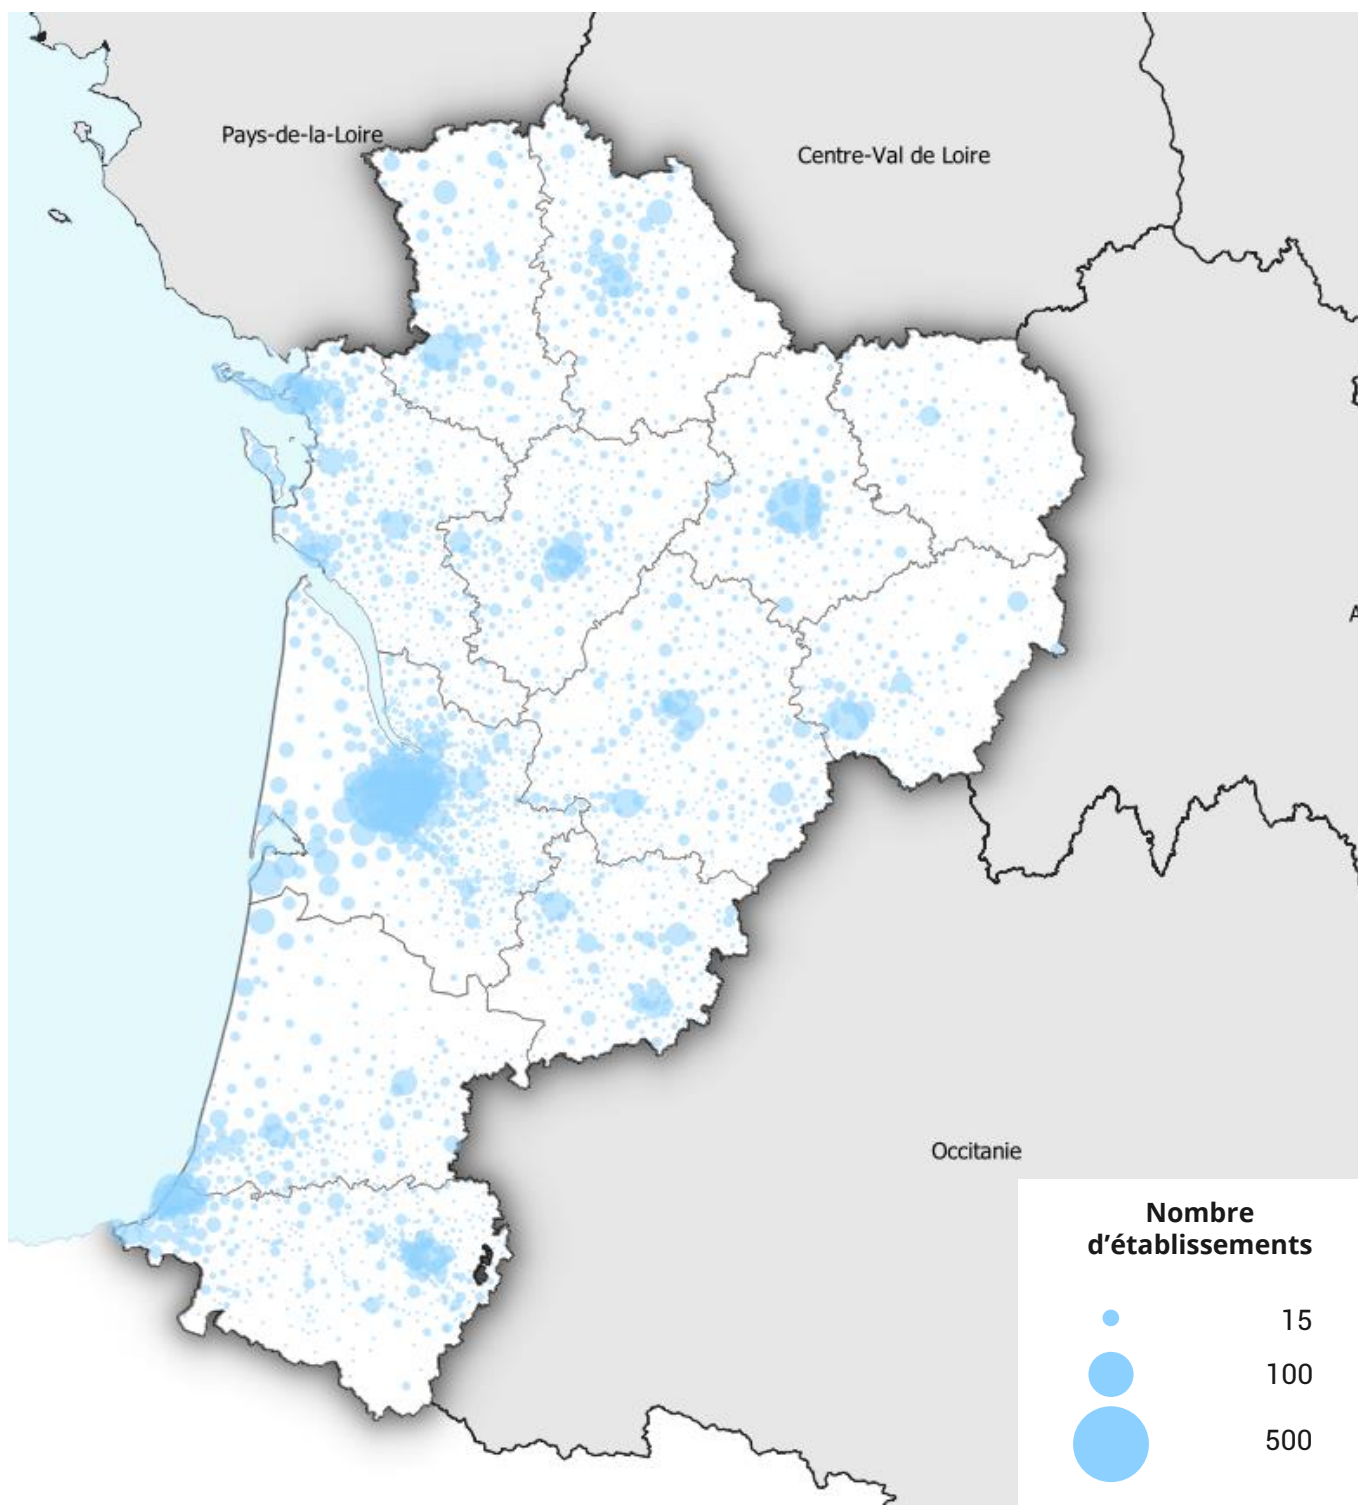 Pays-de-la-Loire
Centre-Val de Loire
A
Occitanie
Nombre
d'établissements
15
100
500